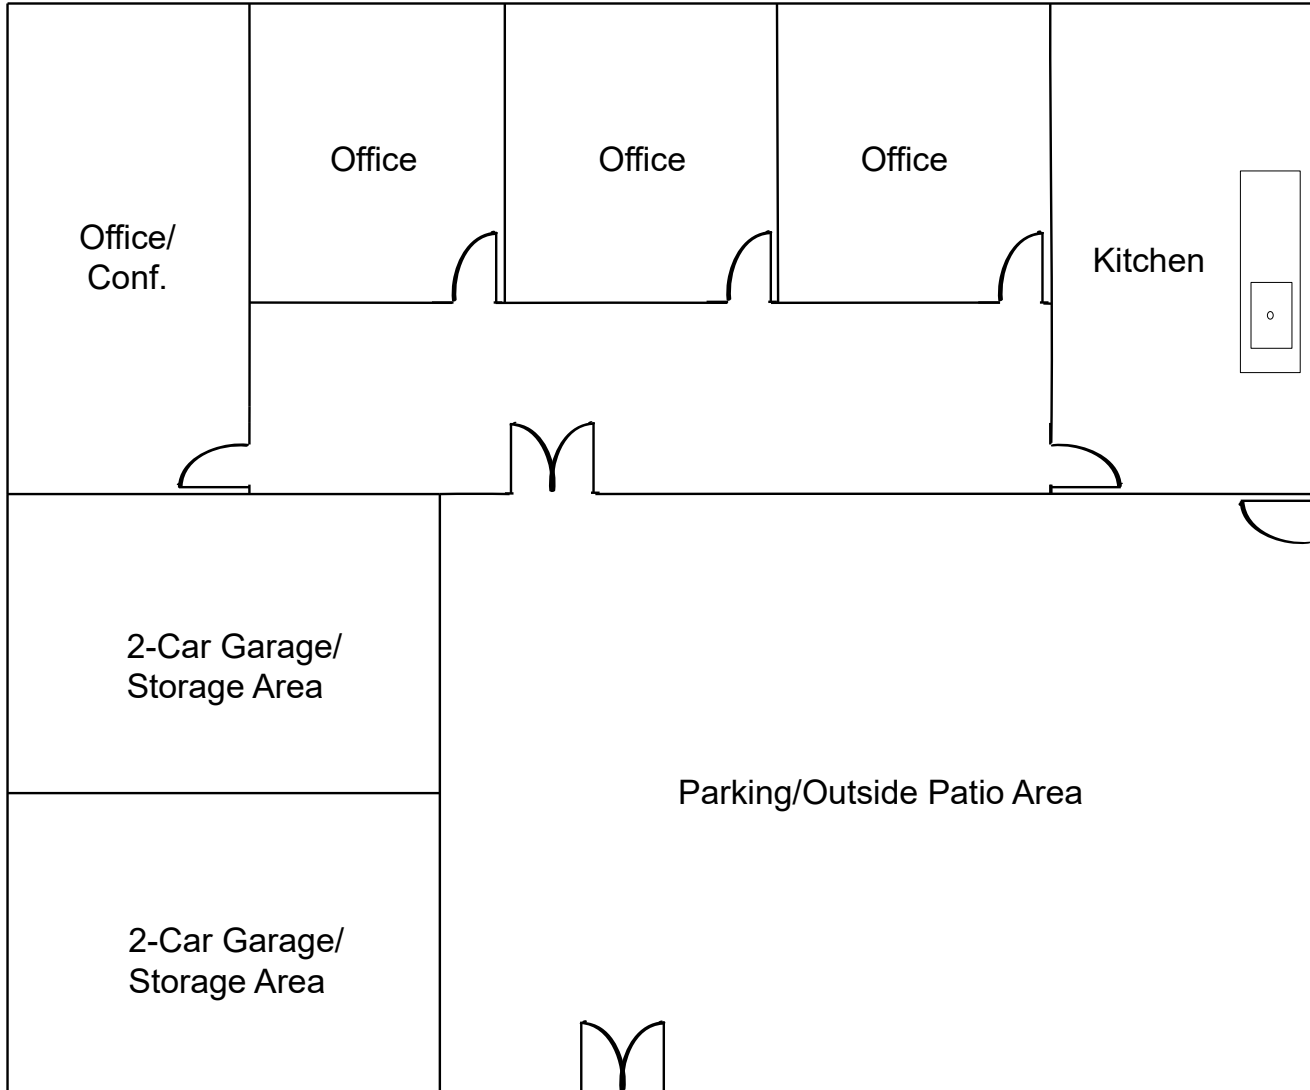 Office
Office
Office
Office/
Conf.
Kitchen
2-Car Garage/
Storage Area
Parking/Outside Patio Area
2-Car Garage/
Storage Area